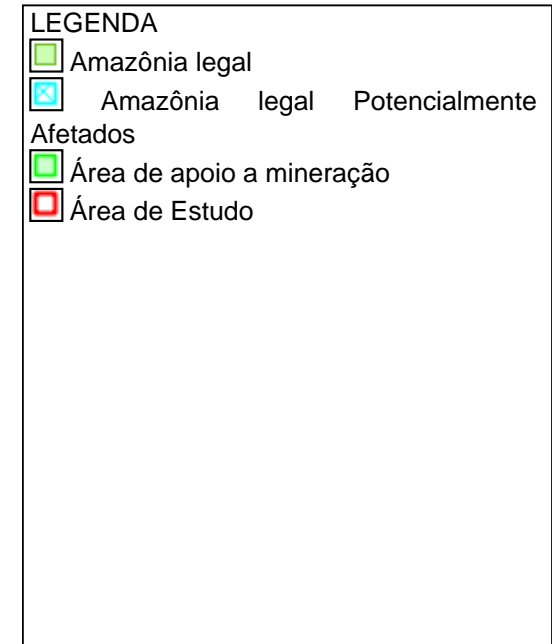 LEGENDA
Amazônia legal
Amazônia legal Potencialmente
Afetados
Área de apoio a mineração
Área de Estudo